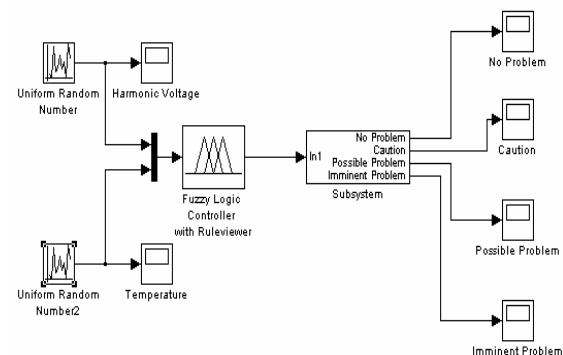 No Problem
Uniform Random
Number
Harmonic Voltage
Caution
In1
No Problem
Caution
Possible Problem
Imminent Problem
Subsystem
Fuzzy Logic
Controller
with Ruleviewer
Possible Problem
Uniform Random
Number2
Temperature
Imminent Problem